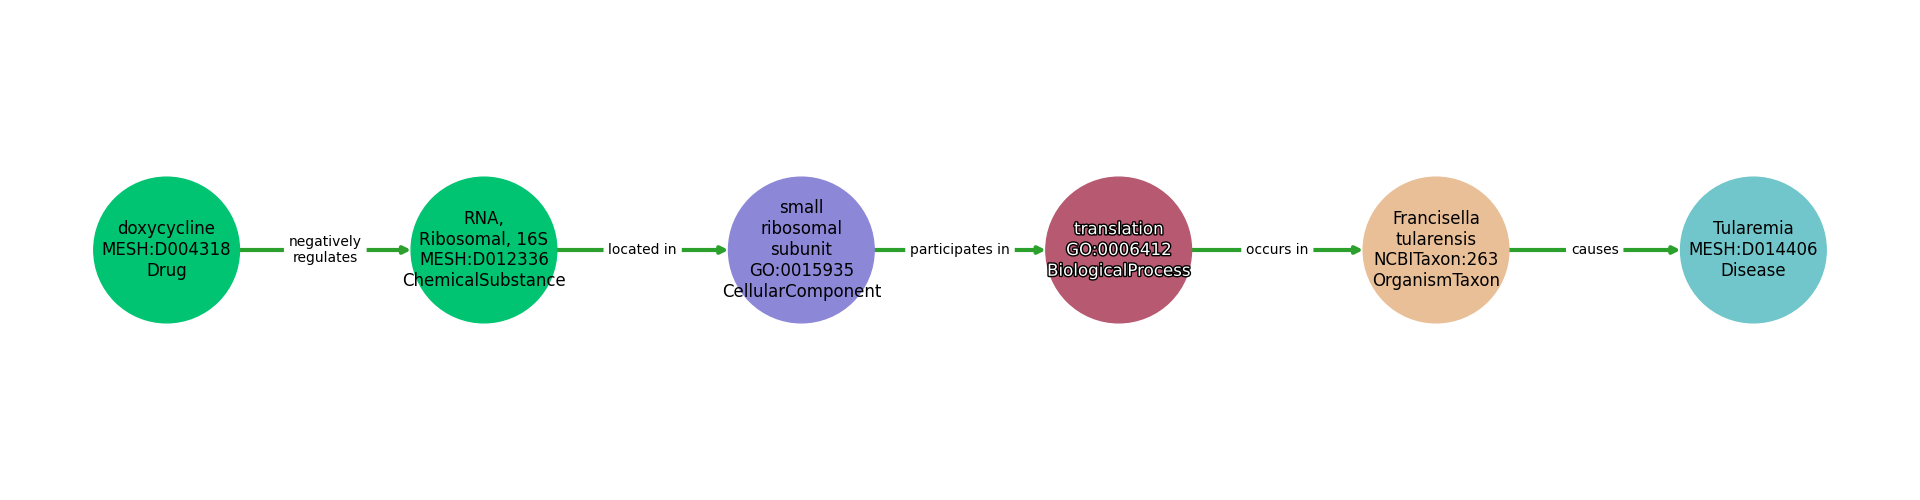 doxycycline
MESH:D004318
Drug
negatively
regulates
RNA,
Ribosomal, 16S
MESH:D012336
ChemicalSubstance
located in
small
ribosomal
subunit
GO:0015935
CellularComponent
participates in
translation
GO:0006412
BiologicalProcess
occurs in
Francisella
tularensis
NCBITaxon:263
OrganismTaxon
causes
Tularemia
MESH:D014406
Disease